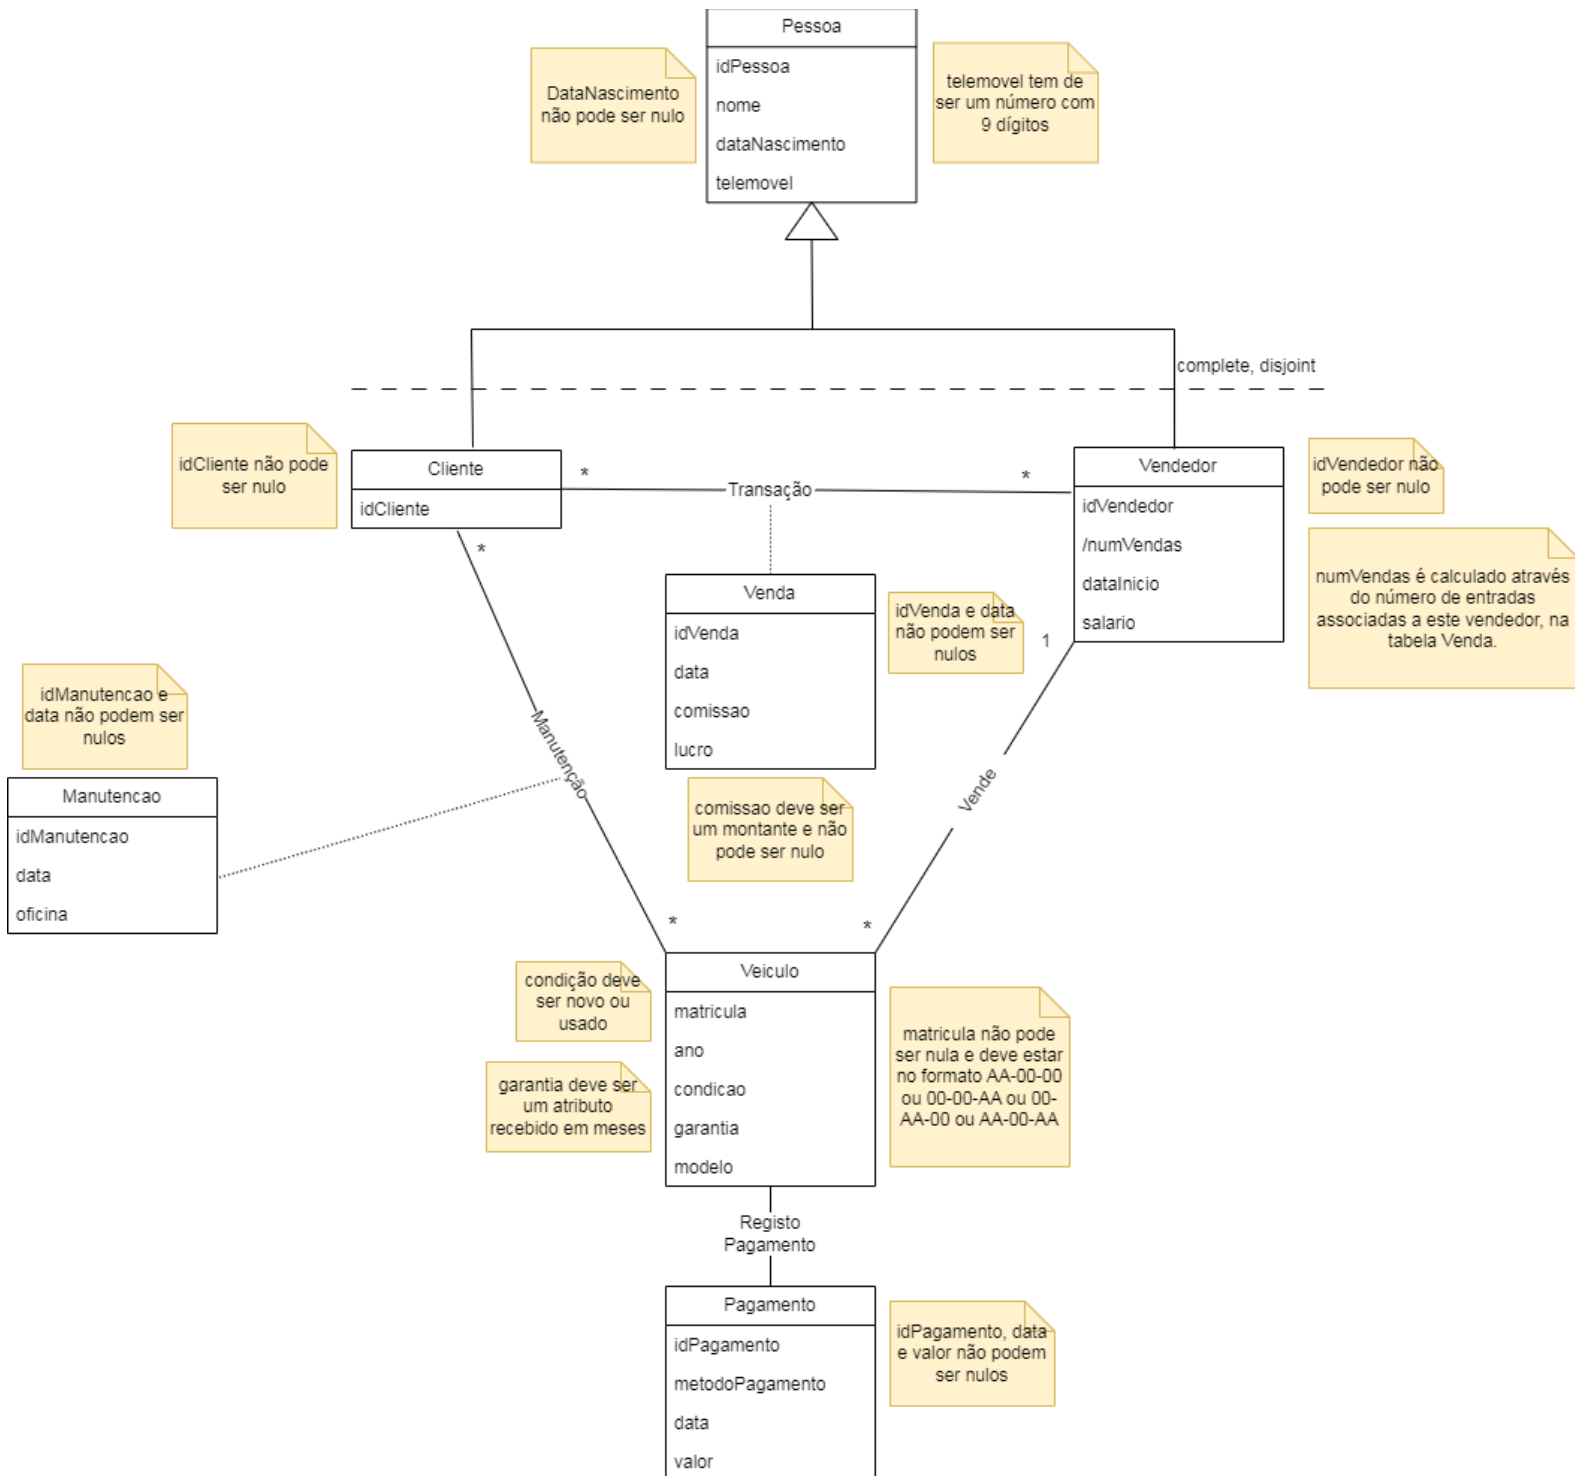 Pessoa
idPessoa
nome
dataNascimento
telemovel
DataNascimento
não pode ser nulo
telemovel tem de
ser um número com
9 dígitos
complete, disjoint
idCliente não pode
ser nulo
Cliente
idCliente
*
Transação
*
Vendedor
idVendedor
/numVendas
dataInicio
salario
idVendedor não
pode ser nulo
numVendas é calculado através
do número de entradas
associadas a este vendedor, na
tabela Venda.
*
Venda
idVenda
data
comissao
lucro
idVenda e data
não podem ser
nulos
1
idManutencao e
data não podem ser
nulos
Manutenção
Vende
comissao deve ser
um montante e não
pode ser nulo
Manutencao
idManutencao
data
oficina
*
*
condição deve
ser novo ou
usado
garantia deve ser
um atributo
recebido em meses
Veiculo
matricula
ano
condicao
garantia
modelo
matricula não pode
ser nula e deve estar
no formato AA-00-00
ou 00-00-AA ou 00-
AA-00 ou AA-00-AA
Registo
Pagamento
Pagamento
idPagamento
metodoPagamento
data
valor
idPagamento, data
e valor não podem
ser nulos